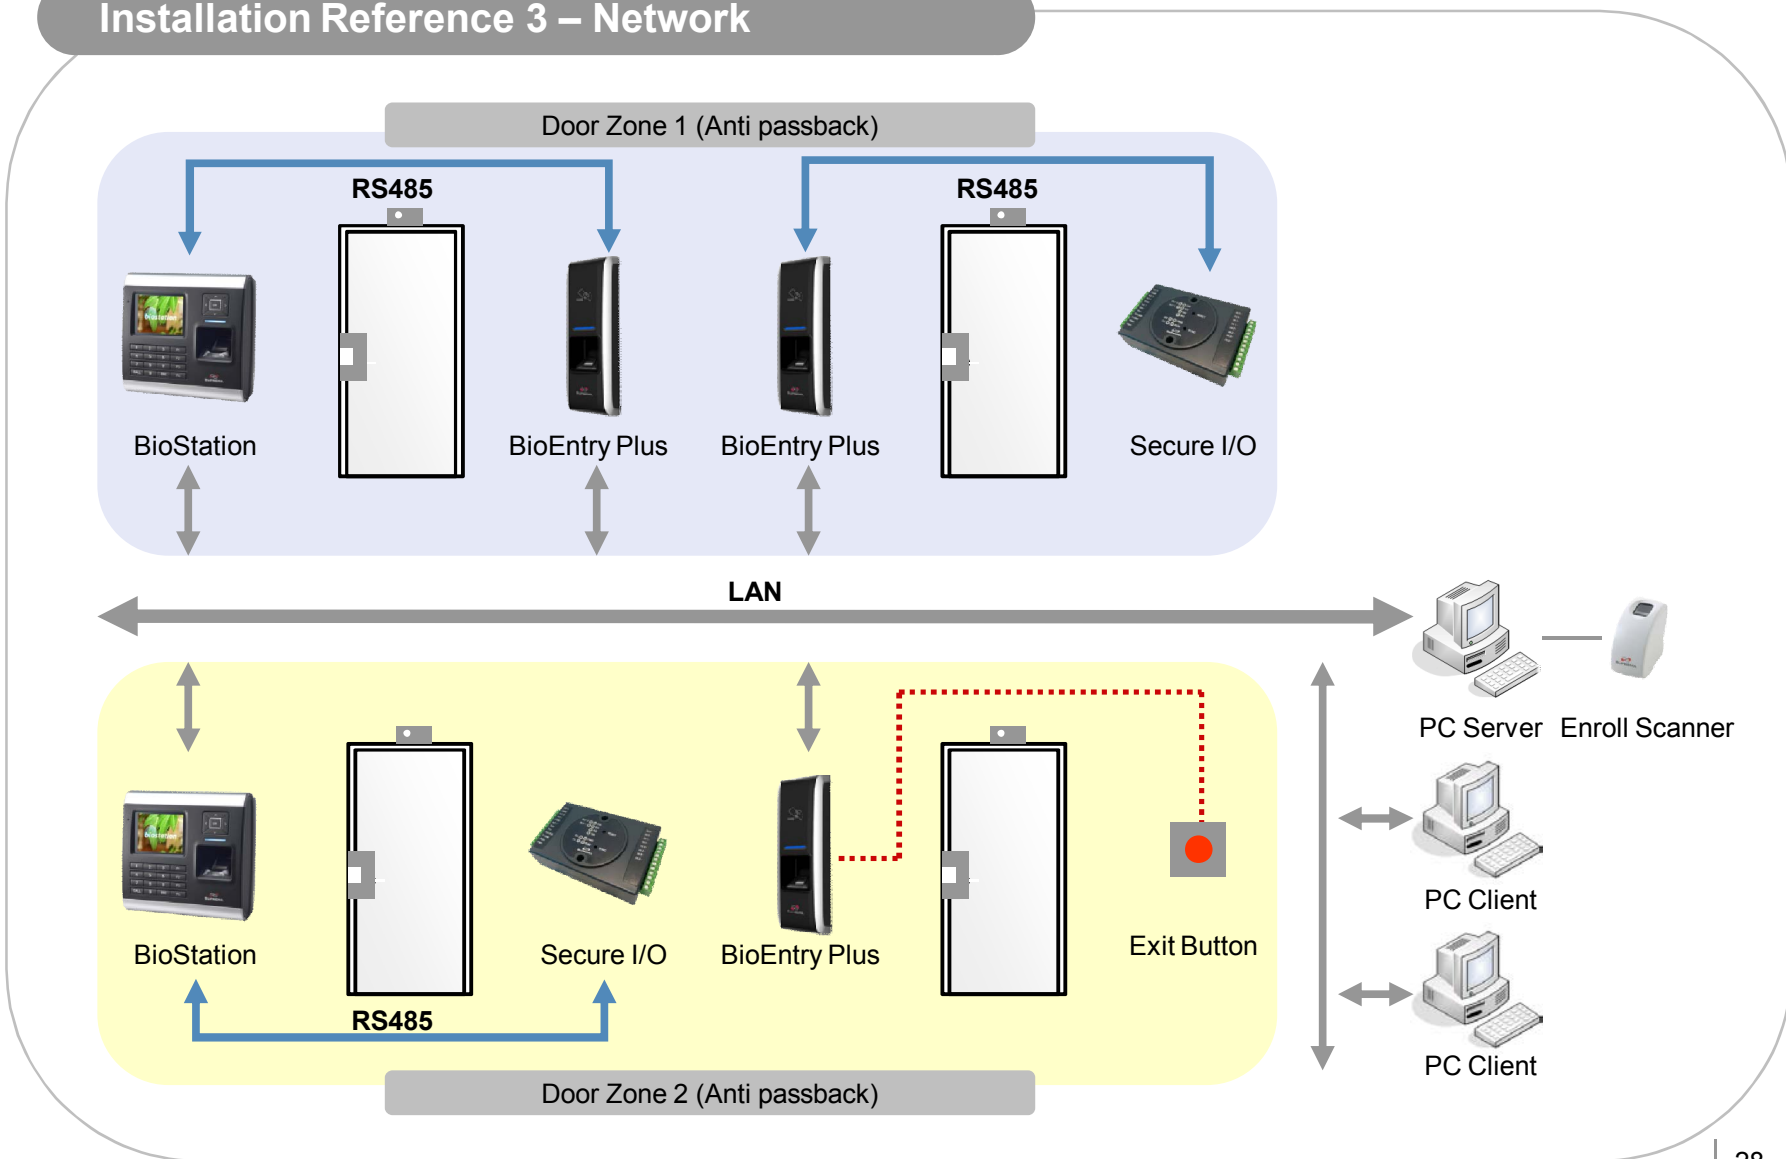 Installation Reference 3 – Network
Door Zone 1 (Anti passback)
RS485
RS485
BioStation
BioEntry Plus
BioEntry Plus
Secure I/O
LAN
PC Server
Enroll Scanner
PC Client
BioStation
Secure I/O
BioEntry Plus
Exit Button
RS485
PC Client
Door Zone 2 (Anti passback)